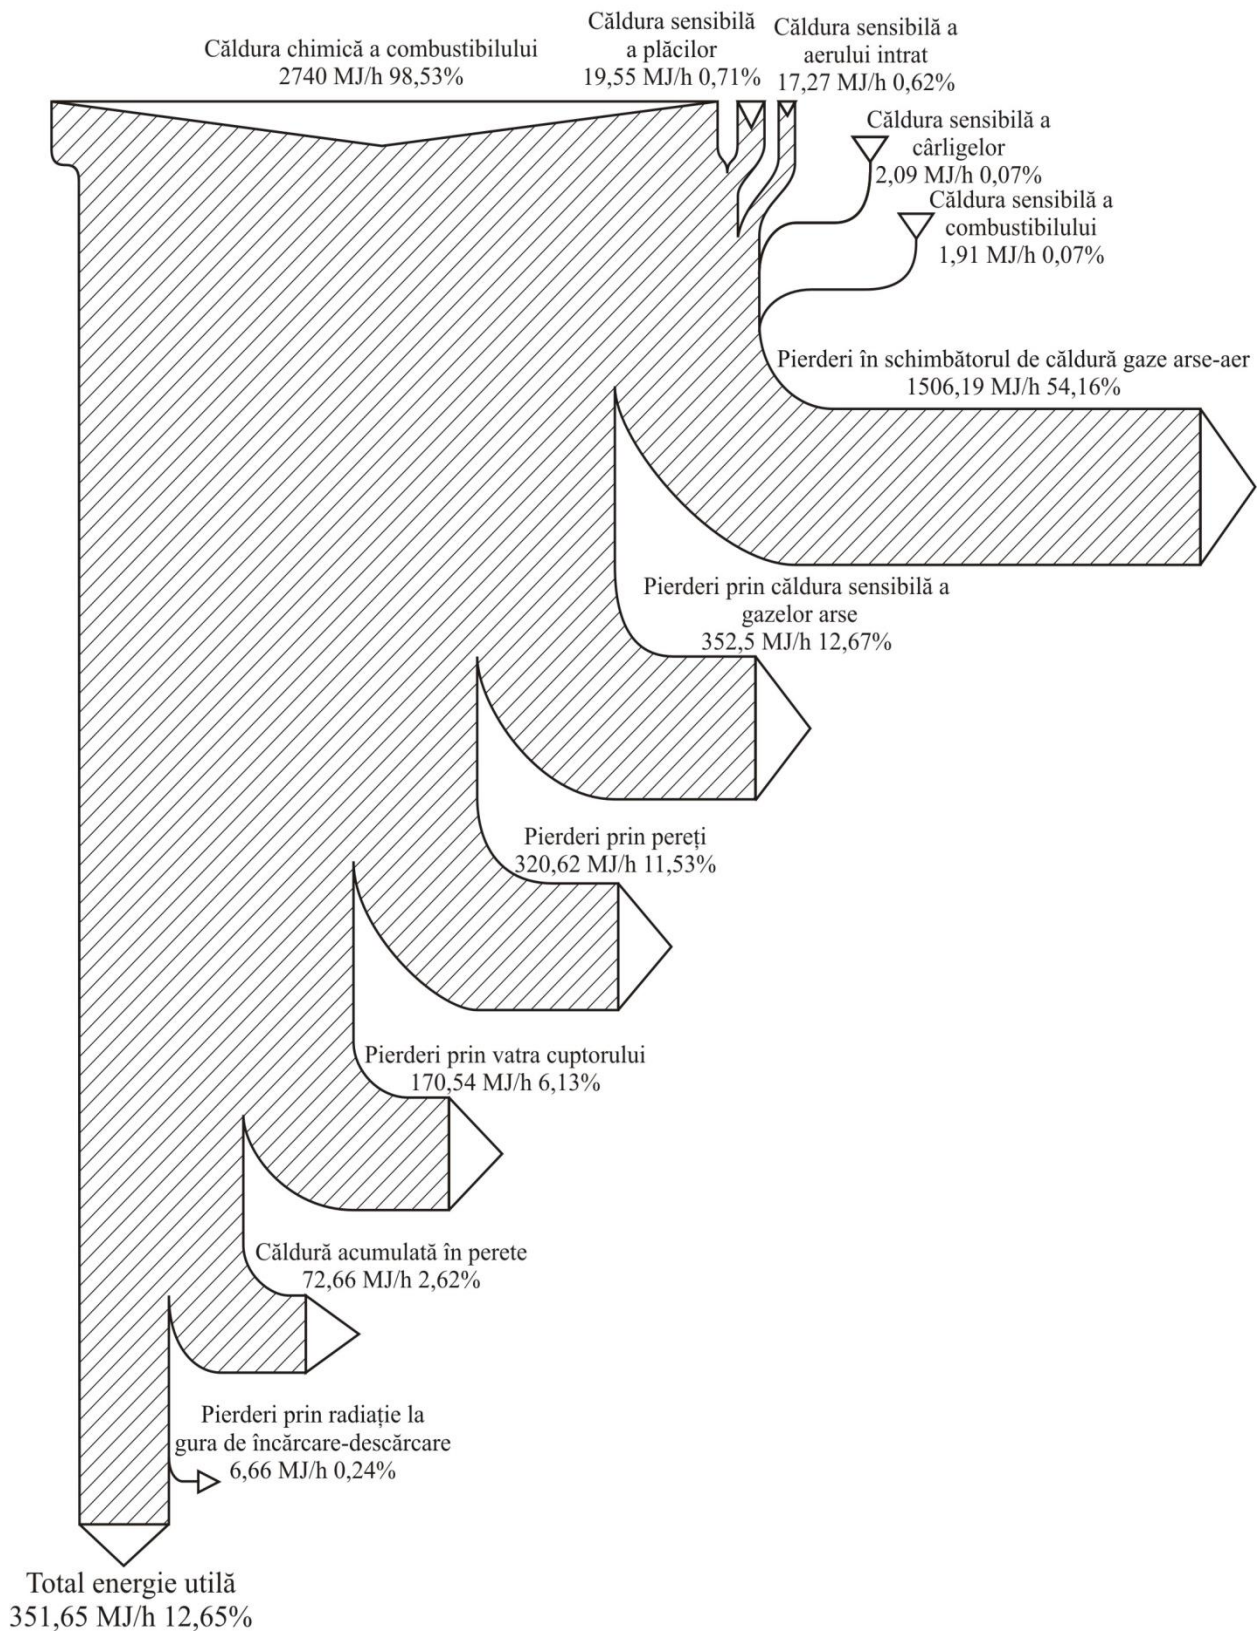 Căldura chimică a combustibilului
2740 MJ/h 98,53%
Căldura sensibilă
a plăcilor
19,55 MJ/h 0,71%
Căldura sensibilă a
aerului intrat
17,27 MJ/h 0,62%
Căldura sensibilă a
cârligelor
2,09 MJ/h 0,07%
Căldura sensibilă a
combustibilului
1,91 MJ/h 0,07%
Pierderi în schimbătorul de căldură gaze arse-aer
1506,19 MJ/h 54,16%
Pierderi prin căldura sensibilă a
gazelor arse
352,5 MJ/h 12,67%
Pierderi prin pereți
320,62 MJ/h 11,53%
Pierderi prin vatra cuptorului
170,54 MJ/h 6,13%
Căldură acumulată în perete
72,66 MJ/h 2,62%
Pierderi prin radiație la
gura de încărcare-descărcare
6,66 MJ/h 0,24%
Total energie utilă
351,65 MJ/h 12,65%